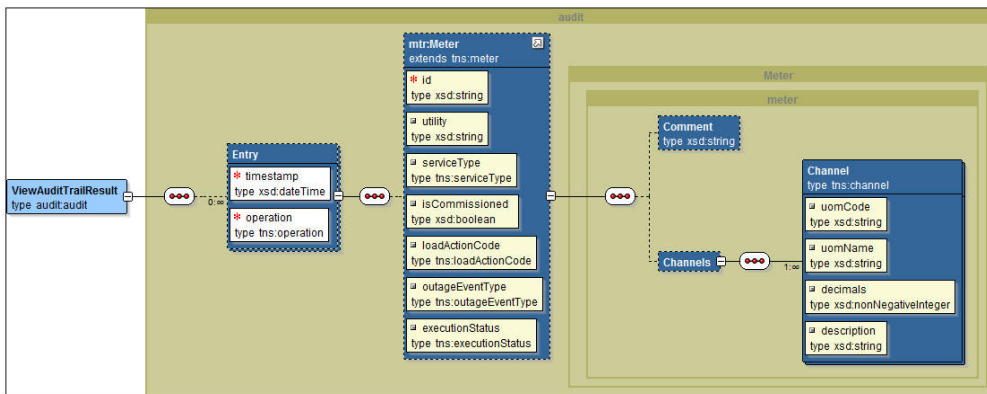 audit
mtr:Meter
extends tns:meter
* id
type xsd:string
utility
type xsd:string
serviceType
type tns:serviceType
isCommissioned
type xsd:boolean
loadActionCode
type tns:loadActionCode
outageEventType
type tns:outageEventType
executionStatus
type tns:executionStatus
Entry
* timestamp
type xsd:dateTime
* operation
type tns:operation
0:∞
ViewAuditTrailResult
type audit:audit
Meter
meter
Comment
type xsd:string
Channels
1:∞
Channel
type tns:channel
uomCode
type xsd:string
uomName
type xsd:string
decimals
type xsd:nonNegativeInteger
description
type xsd:string